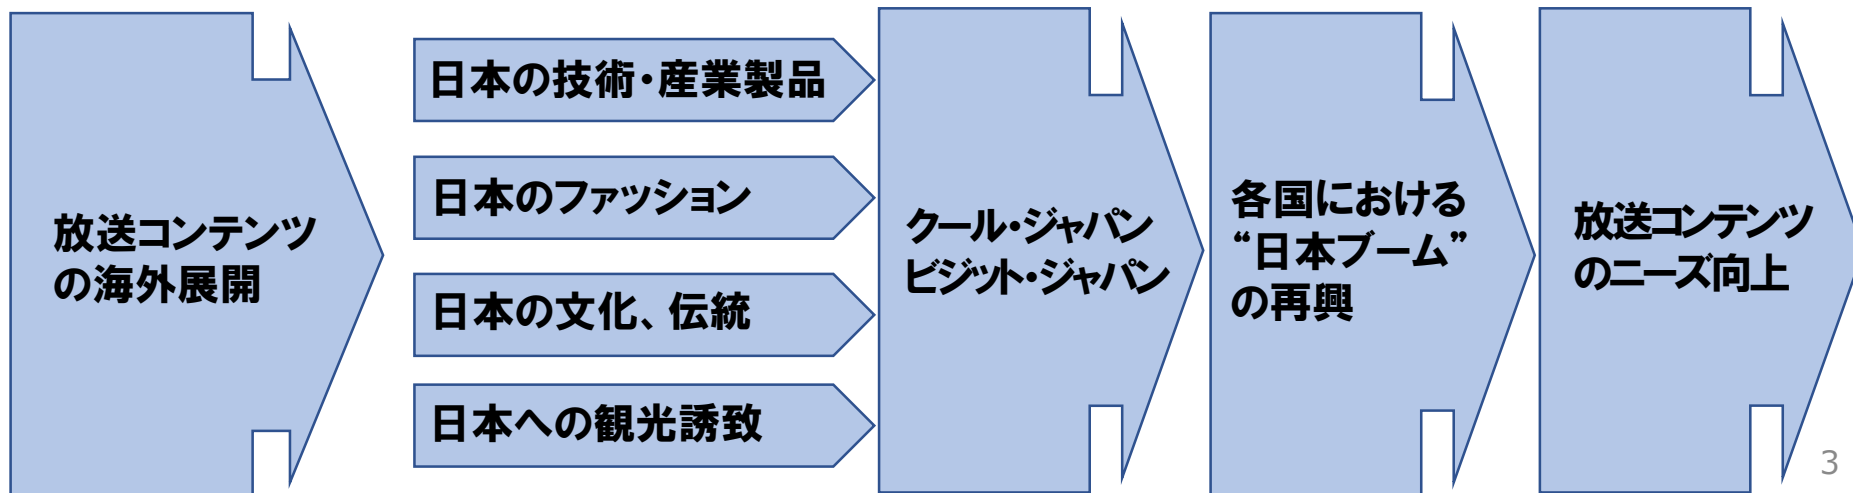 放送コンテンツ
の海外展開
日本の技術・産業製品
日本のファッション
日本の文化、伝統
日本への観光誘致
クール・ジャパン
ビジット・ジャパン
各国における
“日本ブーム”
の再興
放送コンテンツ
のニーズ向上
3